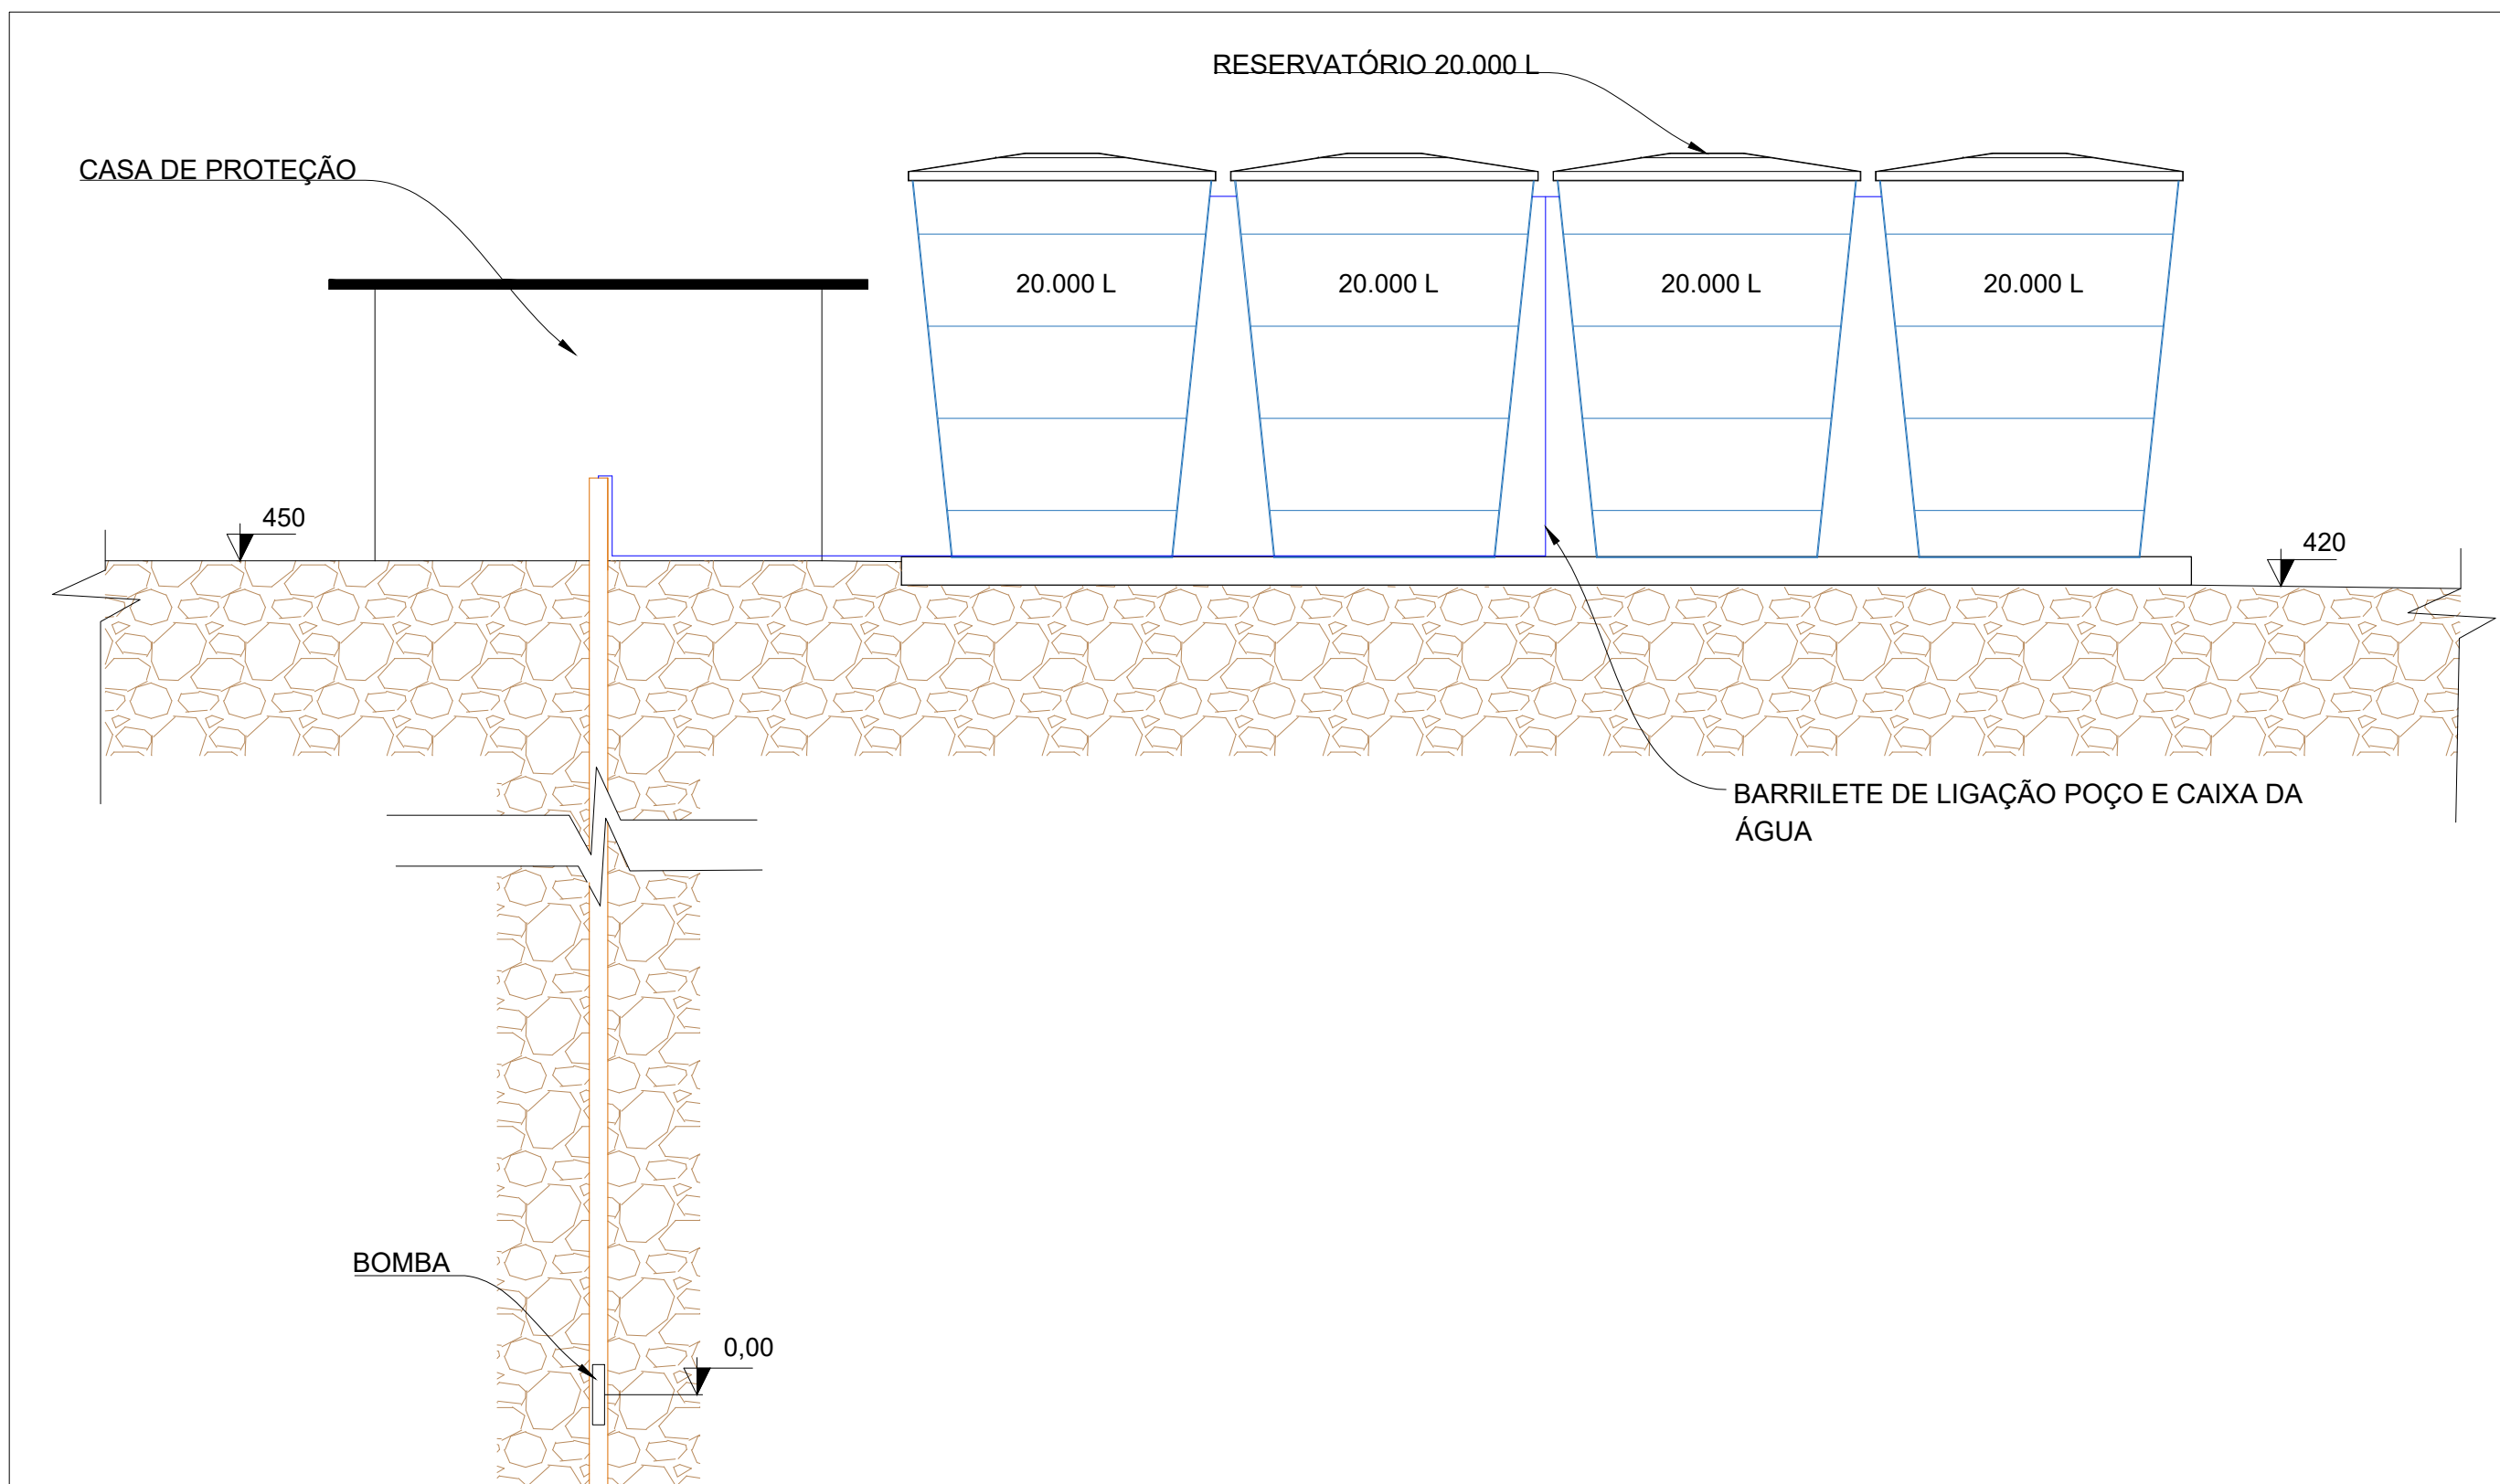 RESERVATÓRIO 20.000 L
CASA DE PROTEÇÃO
20.000 L
20.000 L
20.000 L
20.000 L
450
420
BARRILETE DE LIGAÇÃO POÇO E CAIXA DA
ÁGUA
BOMBA
0,00